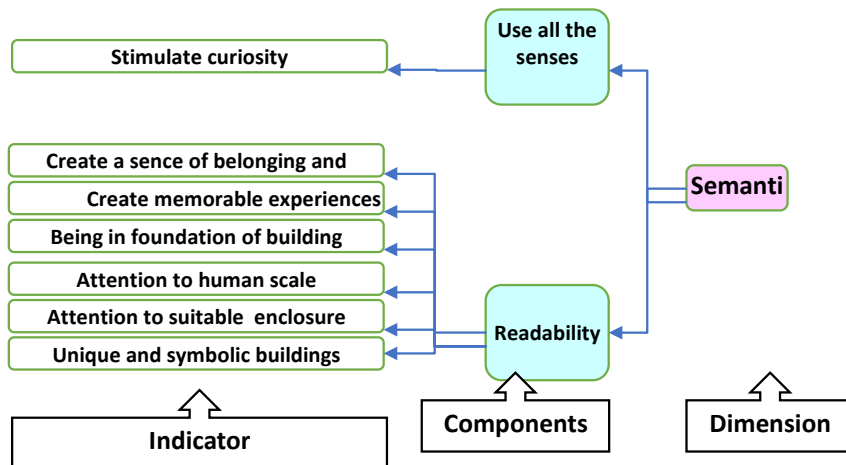 Use all the
senses
Stimulate curiosity
Create a sence of belonging and
Create memorable experiences
Being in foundation of building
Attention to human scale
Attention to suitable enclosure
Unique and symbolic buildings
Readability
Semanti
Indicator
Components
Dimension